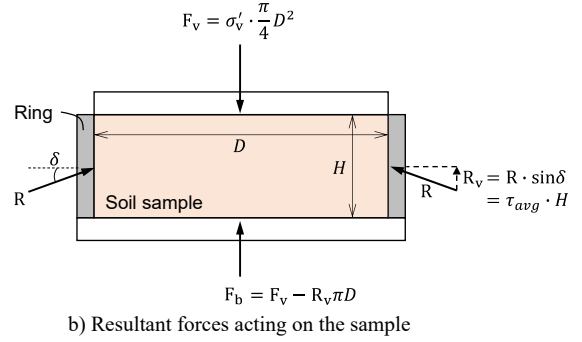 F_v = σ'_v · π/4 D²
Ring
D
δ
H
R
R
R_v = R · sinδ
= τ_avg · H
Soil sample
F_b = F_v − R_v πD
b) Resultant forces acting on the sample